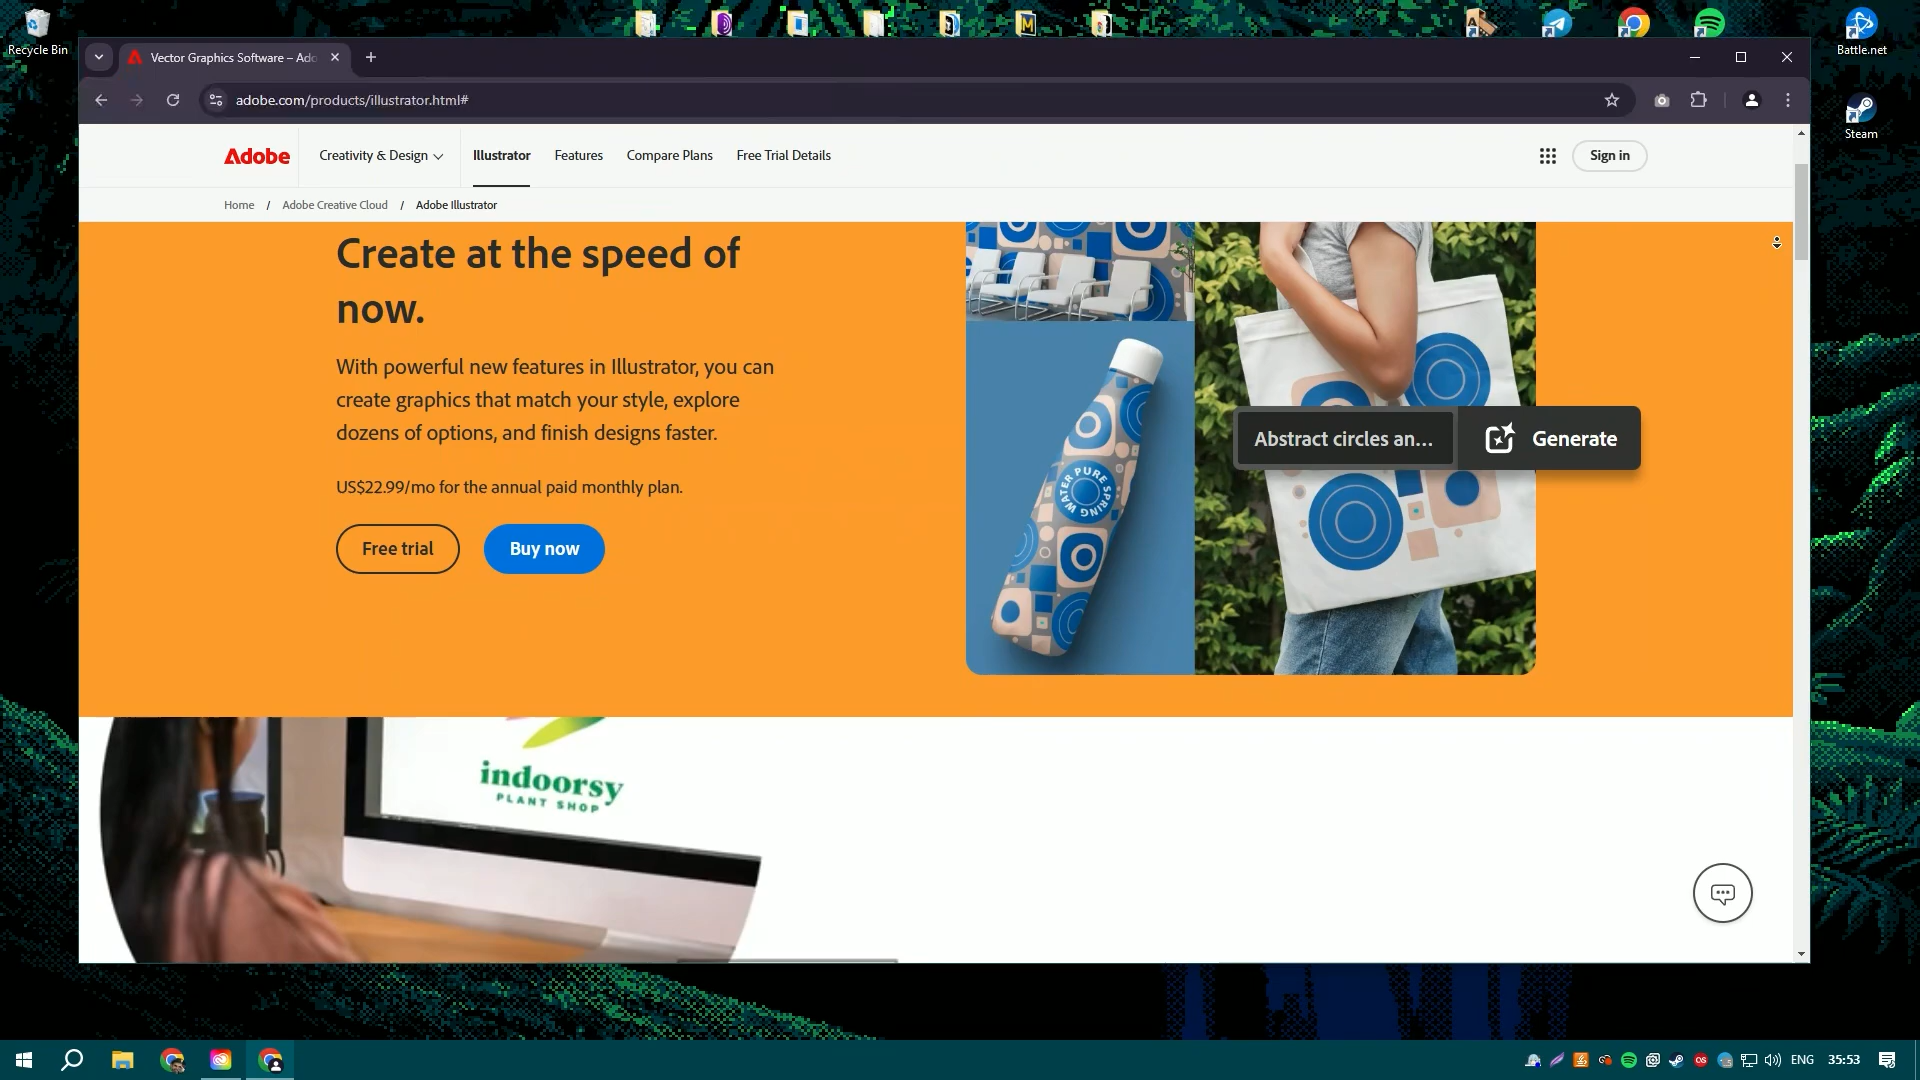 Recycle Bin
Battle.net
Steam
Vector Graphics Software – Ado
adobe.com/products/illustrator.html#
Adobe
Creativity & Design
Illustrator
Features
Compare Plans
Free Trial Details
Sign in
Home / Adobe Creative Cloud / Adobe Illustrator
Create at the speed of
now.
With powerful new features in Illustrator, you can
create graphics that match your style, explore
dozens of options, and finish designs faster.
US$22.99/mo for the annual paid monthly plan.
Free trial
Buy now
PURE SPRING WATER
Abstract circles an...
Generate
indoorsy
PLANT SHOP
ENG
35:53